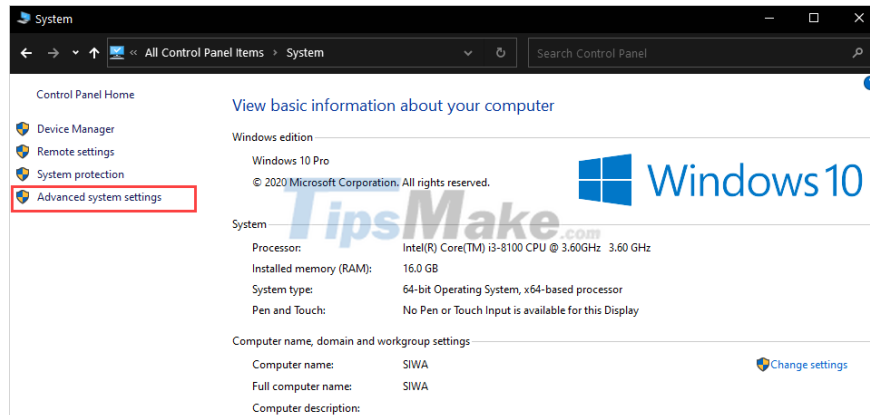 System
« All Control Panel Items › System
Search Control Panel
Control Panel Home
Device Manager
Remote settings
System protection
Advanced system settings
View basic information about your computer
Windows edition
Windows 10 Pro
© 2020 Microsoft Corporation. All rights reserved.
Windows 10
TipsMake.com
System
Processor: Intel(R) Core(TM) i3-8100 CPU @ 3.60GHz 3.60 GHz
Installed memory (RAM): 16.0 GB
System type: 64-bit Operating System, x64-based processor
Pen and Touch: No Pen or Touch Input is available for this Display
Computer name, domain and workgroup settings
Computer name: SIWA
Change settings
Full computer name: SIWA
Computer description: